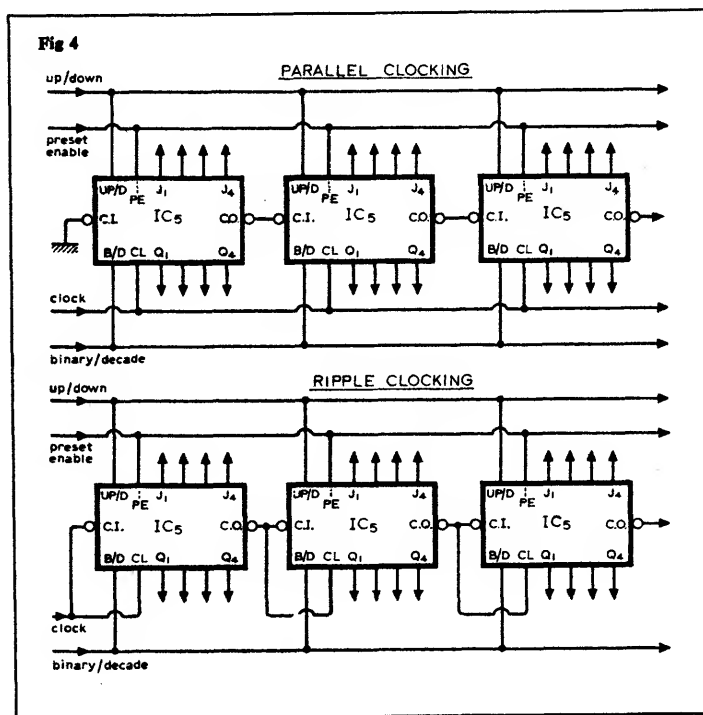 Fig 4
PARALLEL CLOCKING
up/down
preset
enable
UP/D PE J1 J4
C.I. IC5 C.O.
B/D CL Q1 Q4
UP/D PE J1 J4
C.I. IC5 C.O.
B/D CL Q1 Q4
UP/D PE J1 J4
C.I. IC5 C.O.
B/D CL Q1 Q4
clock
binary/decade
RIPPLE CLOCKING
up/down
preset
enable
UP/D PE J1 J4
C.I. IC5 C.O.
B/D CL Q1 Q4
UP/D PE J1 J4
C.I. IC5 C.O.
B/D CL Q1 Q4
UP/D PE J1 J4
C.I. IC5 C.O.
B/D CL Q1 Q4
clock
binary/decade